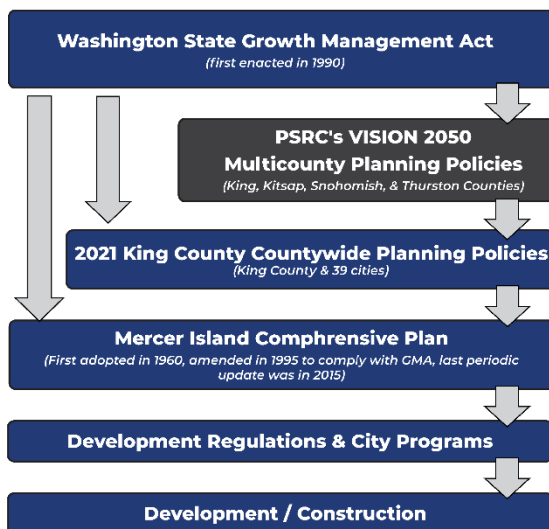 Washington State Growth Management Act
(first enacted in 1990)
PSRC's VISION 2050
Multicounty Planning Policies
(King, Kitsap, Snohomish, & Thurston Counties)
2021 King County Countywide Planning Policies
(King County & 39 cities)
Mercer Island Comphrensive Plan
(First adopted in 1960, amended in 1995 to comply with GMA, last periodic
update was in 2015)
Development Regulations & City Programs
Development / Construction